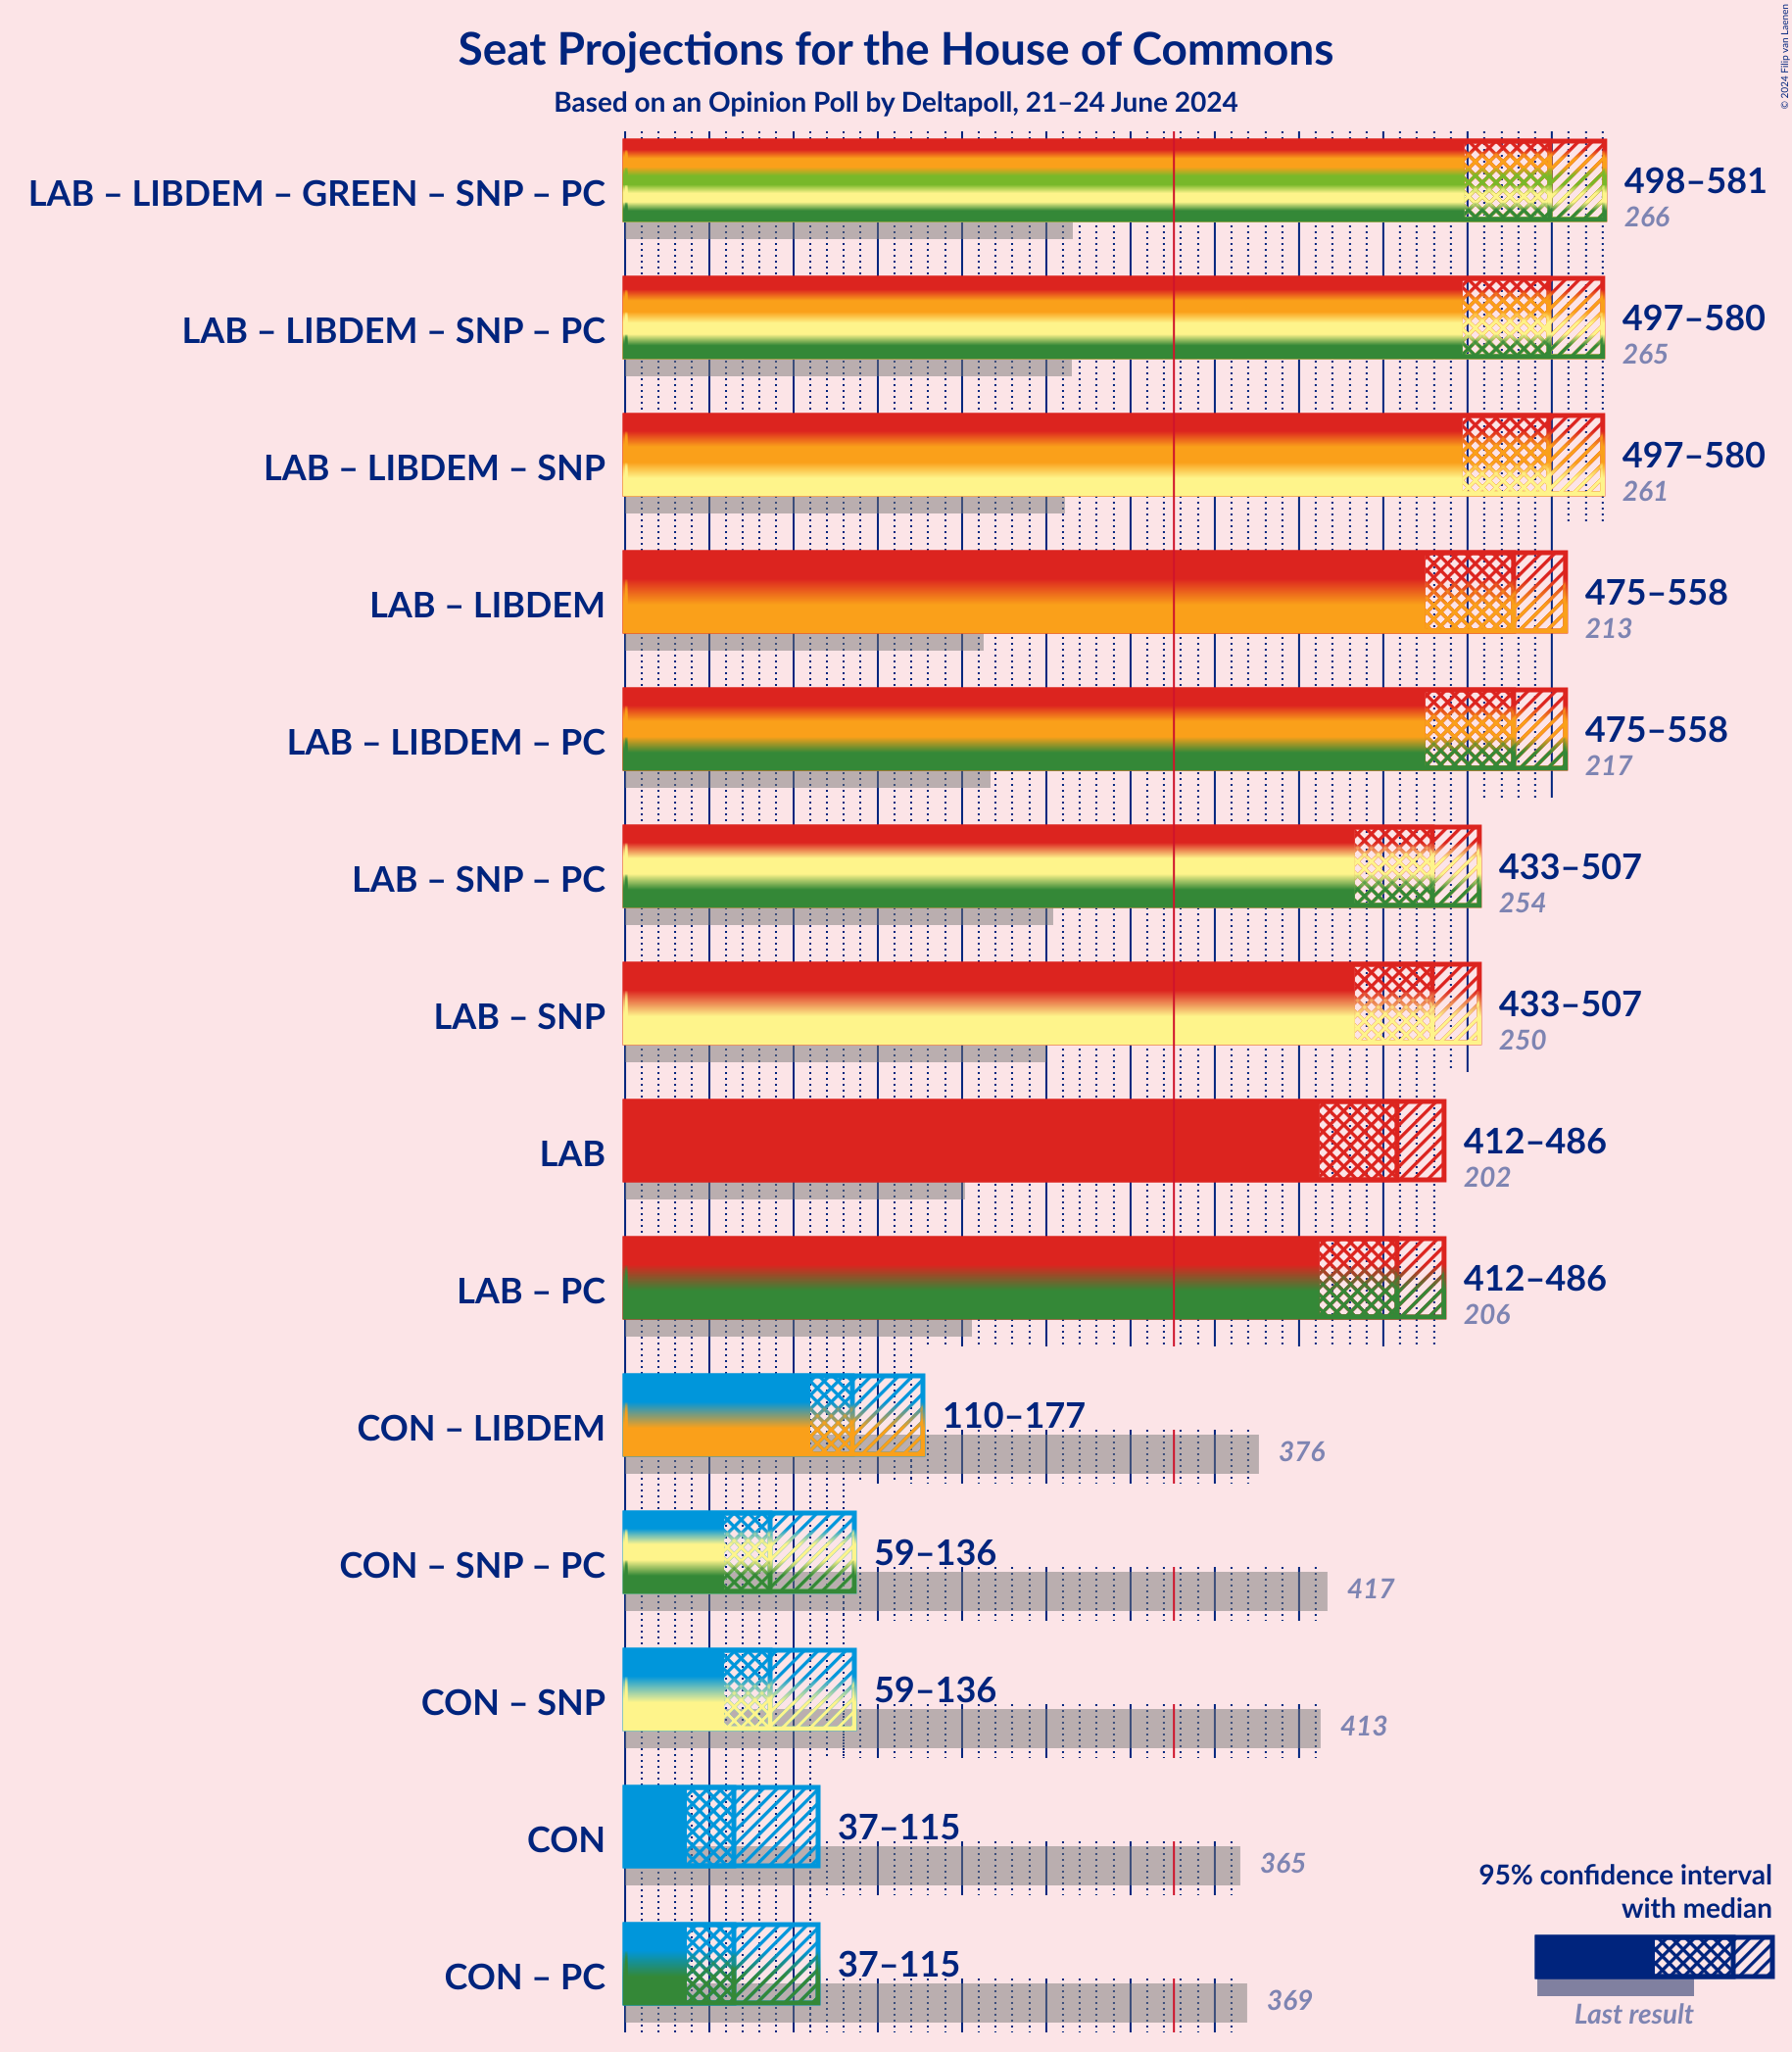 Seat Projections for the House of Commons
Based on an Opinion Poll by Deltapoll, 21–24 June 2024
© 2024 Filip van Laenen
LAB – LIBDEM – GREEN – SNP – PC
498–581
266
LAB – LIBDEM – SNP – PC
497–580
265
LAB – LIBDEM – SNP
497–580
261
LAB – LIBDEM
475–558
213
LAB – LIBDEM – PC
475–558
217
LAB – SNP – PC
433–507
254
LAB – SNP
433–507
250
LAB
412–486
202
LAB – PC
412–486
206
CON – LIBDEM
110–177
376
CON – SNP – PC
59–136
417
CON – SNP
59–136
413
CON
37–115
365
CON – PC
37–115
369
95% confidence interval
with median
Last result